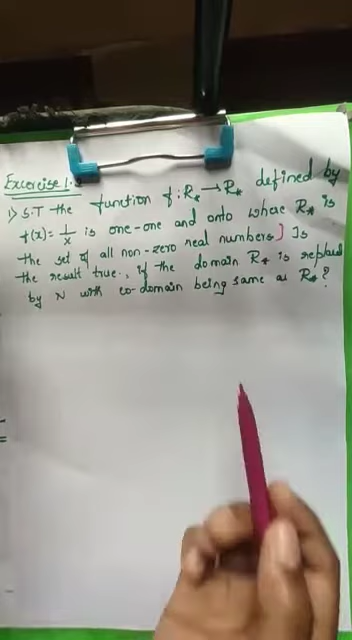 Excercise 1.
1) S.T the function f: R* → R* defined by
f(x) = 1/x is one-one and onto where R* is
the set of all non-zero real numbers] Is
the result true., if the domain R* is replaced
by N with co-domain being same as R*?